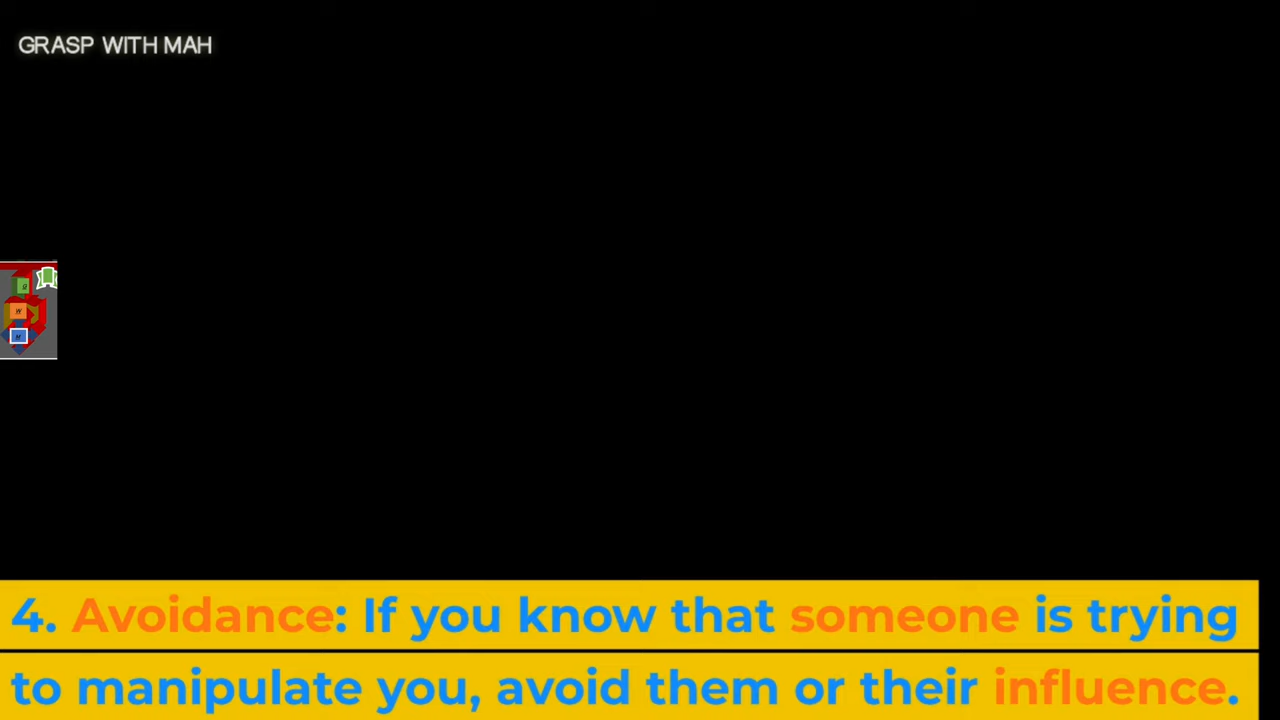 GRASP WITH MAH
4. Avoidance: If you know that someone is trying
to manipulate you, avoid them or their influence.